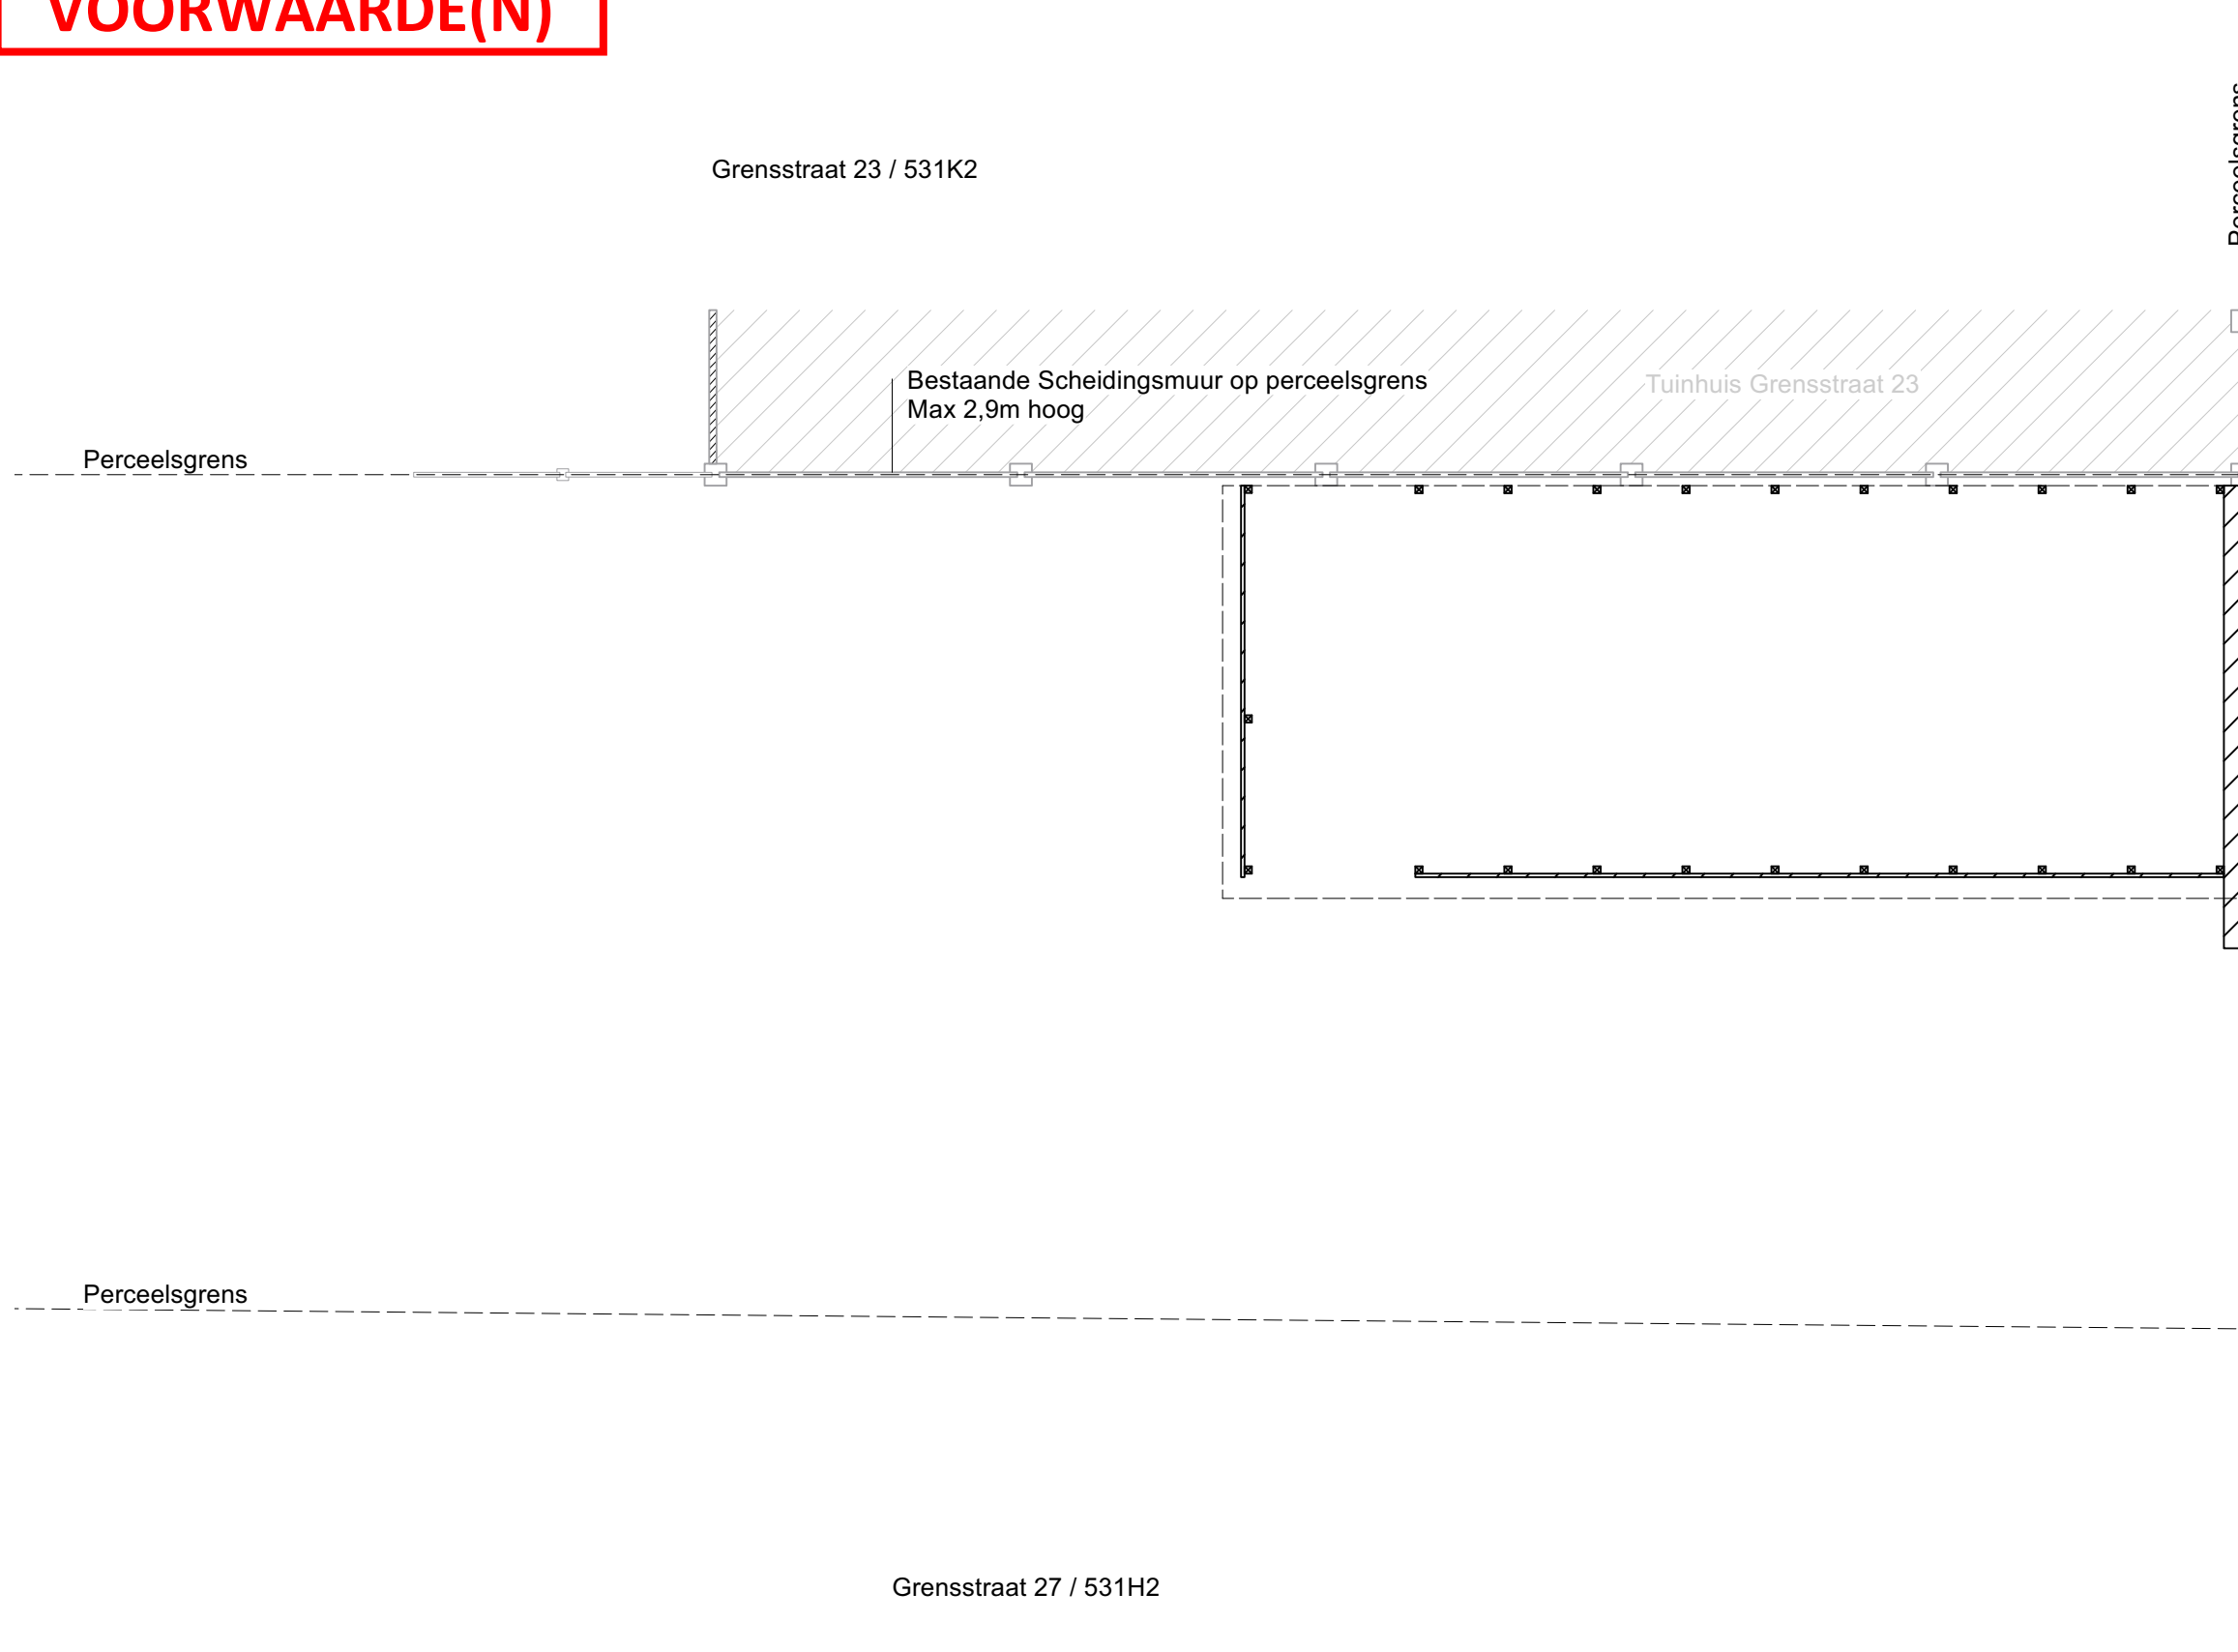 VOORWAARDE(N)
Perceelsgrens
Grensstraat 23 / 531K2
Bestaande Scheidingsmuur op perceelsgrens
Max 2,9m hoog
Tuinhuis Grensstraat 23
Perceelsgrens
Perceelsgrens
Grensstraat 27 / 531H2